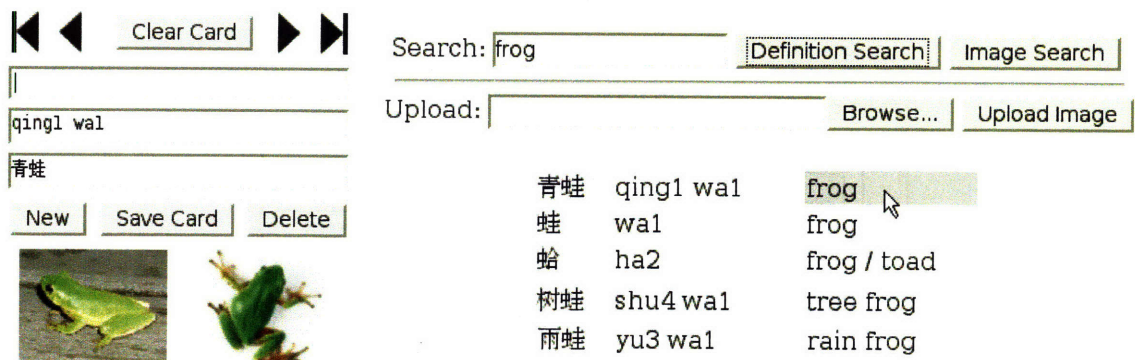 Clear Card
qing1 wa1
青蛙
New Save Card Delete
Search: frog Definition Search Image Search
Upload: Browse... Upload Image
青蛙 qing1 wa1 frog
蛙 wa1 frog
蛤 ha2 frog / toad
树蛙 shu4 wa1 tree frog
雨蛙 yu3 wa1 rain frog